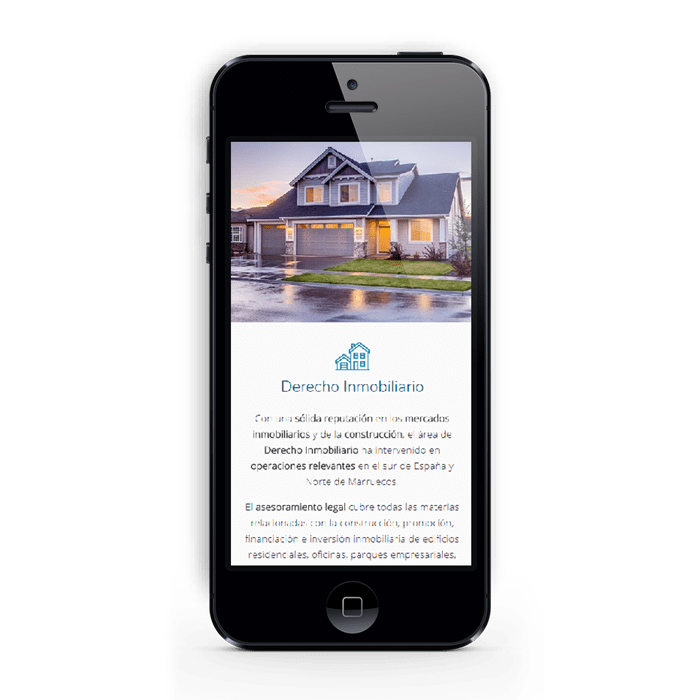 Derecho Inmobiliario
Con una sólida reputación en los mercados
inmobiliarios y de la construcción, el área de
Derecho Inmobiliario ha intervenido en
operaciones relevantes en el sur de España y
Norte de Marruecos.
El asesoramiento legal cubre todas las materias
relacionadas con la construcción, promoción,
financiación e inversión inmobiliaria de edificios
residenciales, oficinas, parques empresariales,